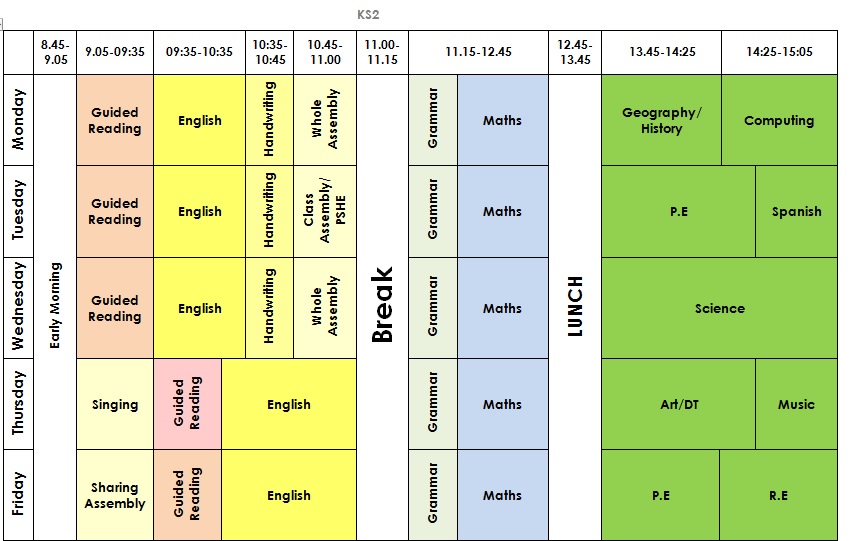 KS2
8.45-
9.05
9.05-09:35
09:35-10:35
10:35-
10:45
10.45-
11.00
11.00-
11.15
11.15-12.45
12.45-
13.45
13.45-14:25
14:25-15:05
Monday
Guided
Reading
English
Handwriting
Whole
Assembly
Grammar
Maths
Geography/
History
Computing
Tuesday
Guided
Reading
English
Handwriting
Class
Assembly/
PSHE
Grammar
Maths
P.E
Spanish
Wednesday
Early Morning
Guided
Reading
English
Handwriting
Whole
Assembly
Break
Grammar
Maths
LUNCH
Science
Thursday
Singing
Guided
Reading
English
Grammar
Maths
Art/DT
Music
Friday
Sharing
Assembly
Guided
Reading
English
Grammar
Maths
P.E
R.E